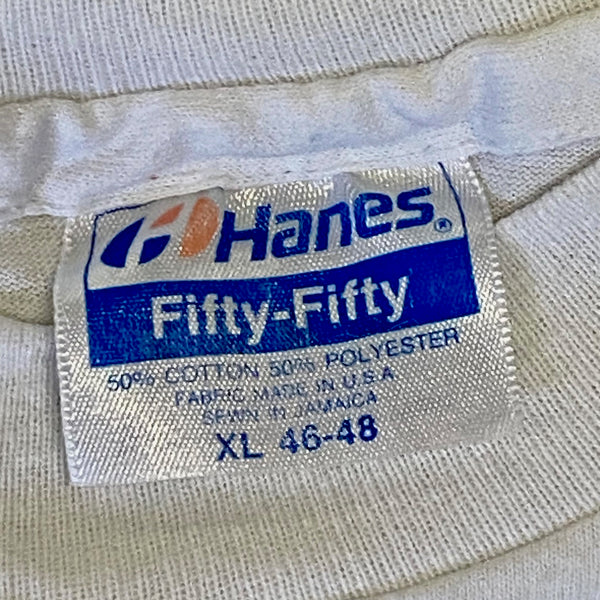 Hanes®
Fifty-Fifty
50% COTTON 50% POLYESTER
FABRIC MADE IN U.S.A
SEWN IN JAMAICA
XL 46-48